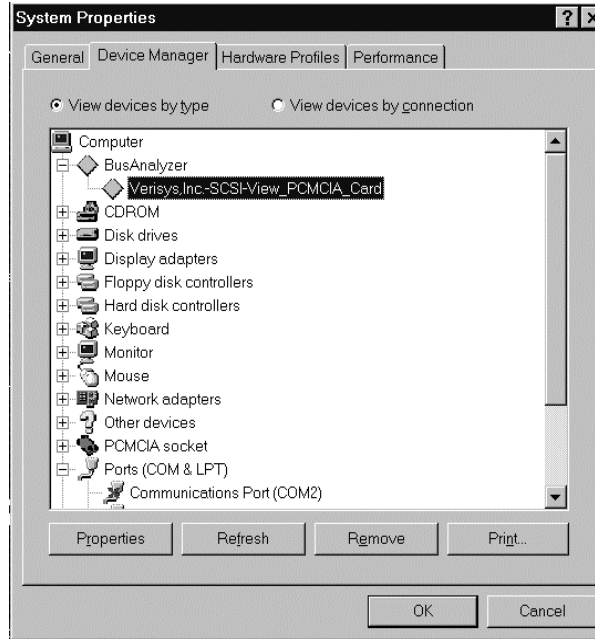 System Properties
General Device Manager Hardware Profiles Performance
View devices by type View devices by connection
Computer
BusAnalyzer
Verisys,Inc.-SCSI-View_PCMCIA_Card
CDROM
Disk drives
Display adapters
Floppy disk controllers
Hard disk controllers
Keyboard
Monitor
Mouse
Network adapters
Other devices
PCMCIA socket
Ports (COM & LPT)
Communications Port (COM2)
Properties Refresh Remove Print...
OK Cancel